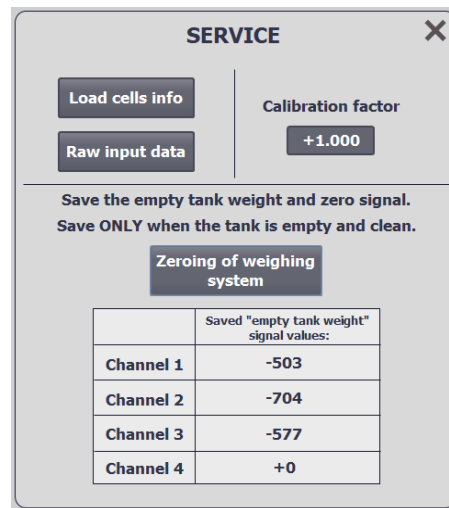 SERVICE
Load cells info
Raw input data
Calibration factor
+1.000
Save the empty tank weight and zero signal.
Save ONLY when the tank is empty and clean.
Zeroing of weighing
system
Saved "empty tank weight"
signal values:
Channel 1 -503
Channel 2 -704
Channel 3 -577
Channel 4 +0